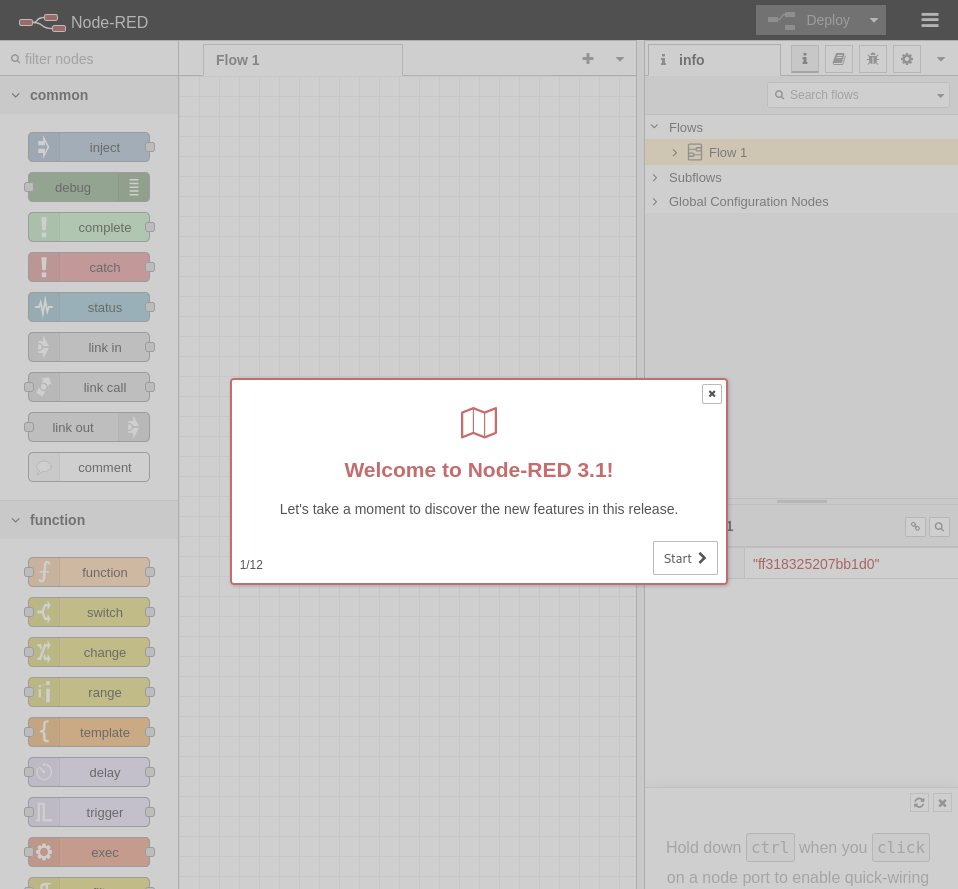 Node-RED
Deploy
filter nodes
Flow 1
info
common
Search flows
Flows
Flow 1
Subflows
Global Configuration Nodes
inject
debug
complete
catch
status
link in
link call
link out
comment
function
function
switch
change
range
template
delay
trigger
exec
Welcome to Node-RED 3.1!
Let's take a moment to discover the new features in this release.
1/12
Start
1
"ff318325207bb1d0"
Hold down ctrl when you click
on a node port to enable quick-wiring